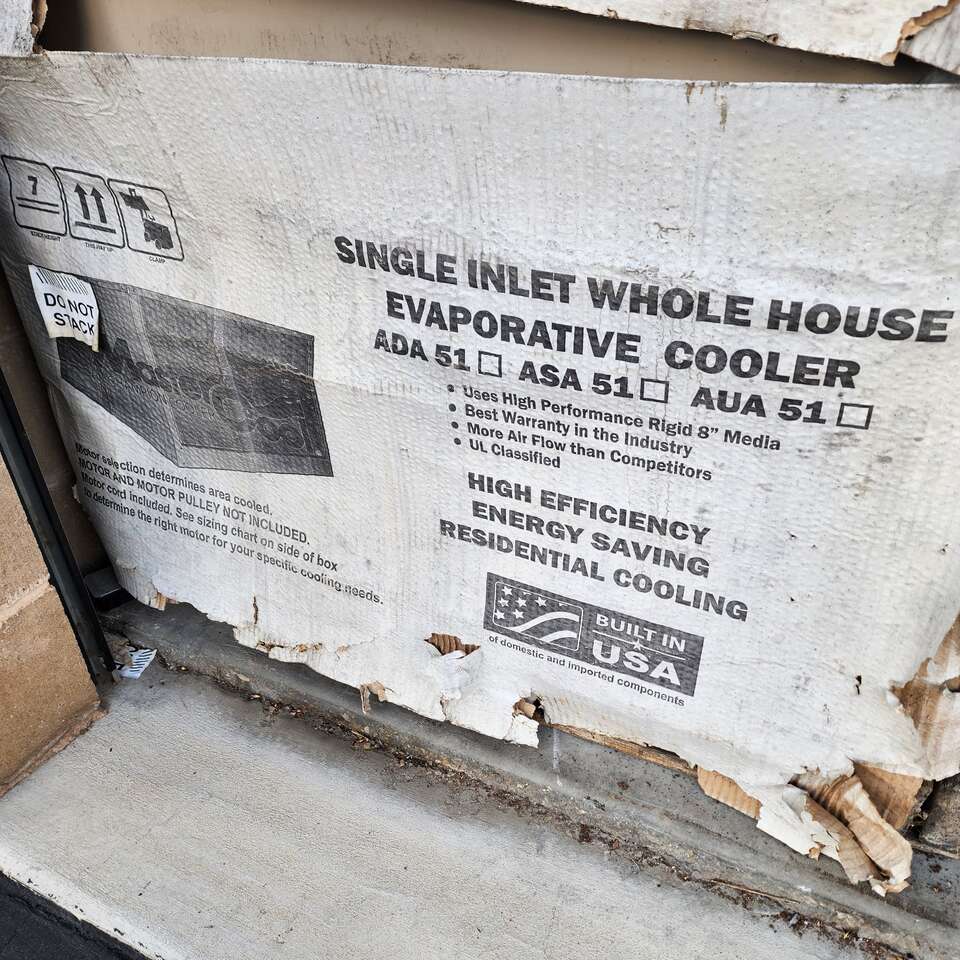 7
THIS WAY UP
CLAMP
DO NOT
STACK
SINGLE INLET WHOLE HOUSE
EVAPORATIVE COOLER
ADA 51 ASA 51 AUA 51
• Uses High Performance Rigid 8” Media
• Best Warranty in the Industry
• More Air Flow than Competitors
• UL Classified
Motor selection determines area cooled.
MOTOR AND MOTOR PULLEY NOT INCLUDED.
Motor cord included. See sizing chart on side of box
to determine the right motor for your specific cooling needs.
HIGH EFFICIENCY
ENERGY SAVING
RESIDENTIAL COOLING
BUILT IN
USA
of domestic and imported components